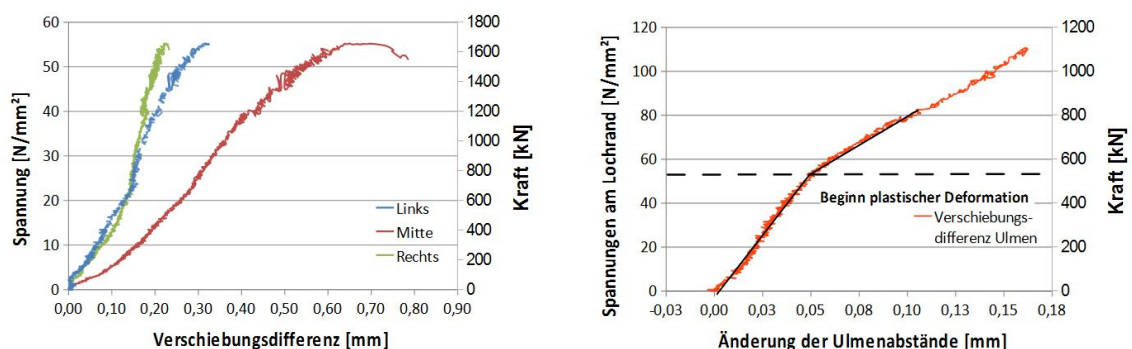 60
50
40
30
20
10
0
Spannung [N/mm²]
1800
1600
1400
1200
1000
800
600
400
200
0
Kraft [kN]
Links
Mitte
Rechts
0,00 0,10 0,20 0,30 0,40 0,50 0,60 0,70 0,80 0,90
Verschiebungsdifferenz [mm]
120
100
80
60
40
20
0
Spannungen am Lochrand [N/mm²]
1200
1000
800
600
400
200
0
Kraft [kN]
Beginn plastischer Deformation
Verschiebungs-
differenz Ulmen
-0,03 0,00 0,03 0,05 0,08 0,10 0,13 0,15 0,18
Änderung der Ulmenabstände [mm]